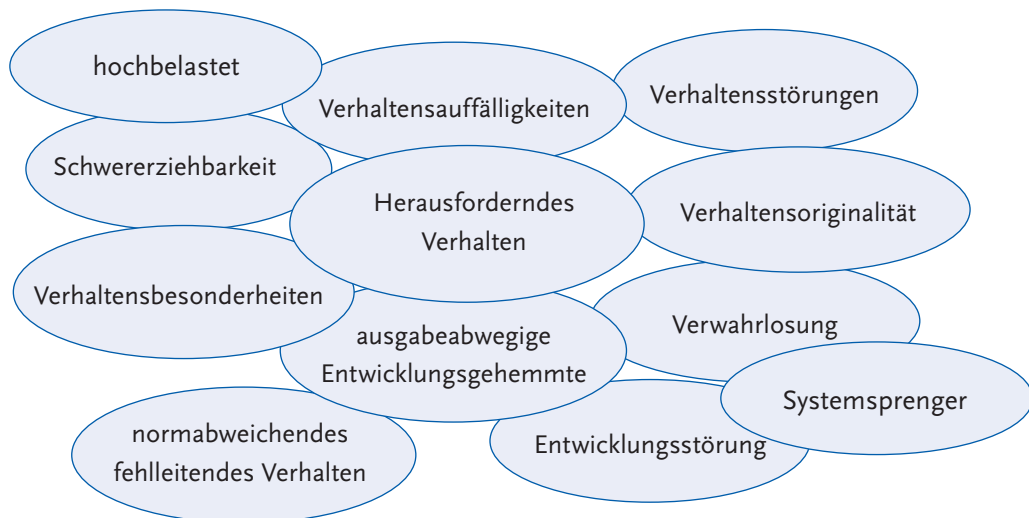 hochbelastet
Verhaltensauffälligkeiten
Verhaltensstörungen
Schwererziehbarkeit
Herausforderndes
Verhalten
Verhaltensoriginalität
Verhaltensbesonderheiten
ausgabeabwegige
Entwicklungsgehemmte
Verwahrlosung
Systemsprenger
normabweichendes
fehlleitendes Verhalten
Entwicklungsstörung